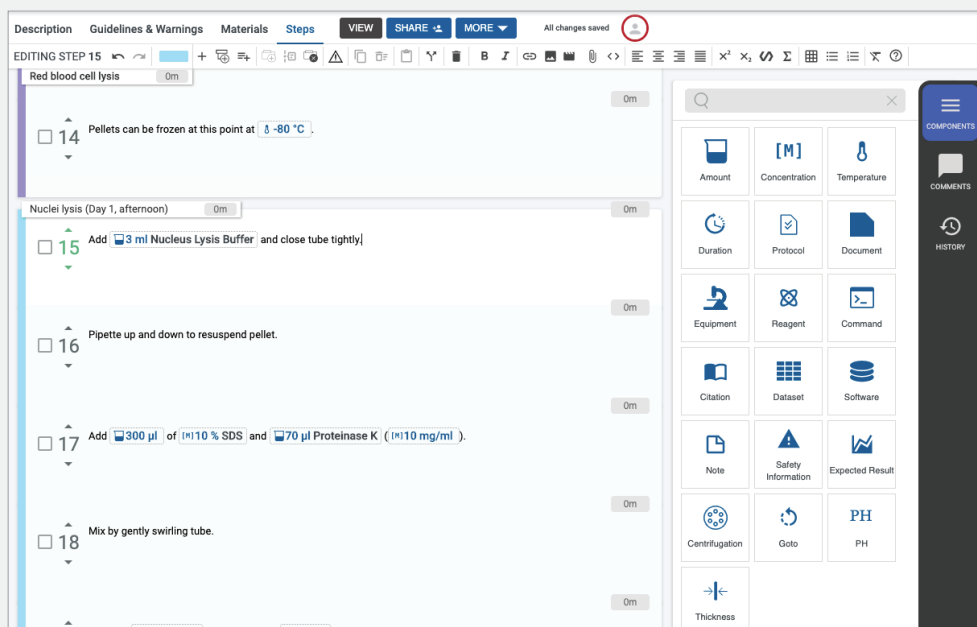 Description Guidelines & Warnings Materials Steps VIEW SHARE MORE All changes saved
EDITING STEP 15 B I <> x² x₂ Σ
Red blood cell lysis 0m
0m
14 Pellets can be frozen at this point at -80 °C .
Nuclei lysis (Day 1, afternoon) 0m
0m
15 Add 3 ml Nucleus Lysis Buffer and close tube tightly.
0m
16 Pipette up and down to resuspend pellet.
0m
17 Add 300 µl of [M]10 % SDS and 70 µl Proteinase K ( [M]10 mg/ml ).
0m
18 Mix by gently swirling tube.
0m
[M]
Amount Concentration Temperature
Duration Protocol Document
Equipment Reagent Command
Citation Dataset Software
Note Safety Information Expected Result
PH
Centrifugation Goto PH
Thickness
COMPONENTS
COMMENTS
HISTORY